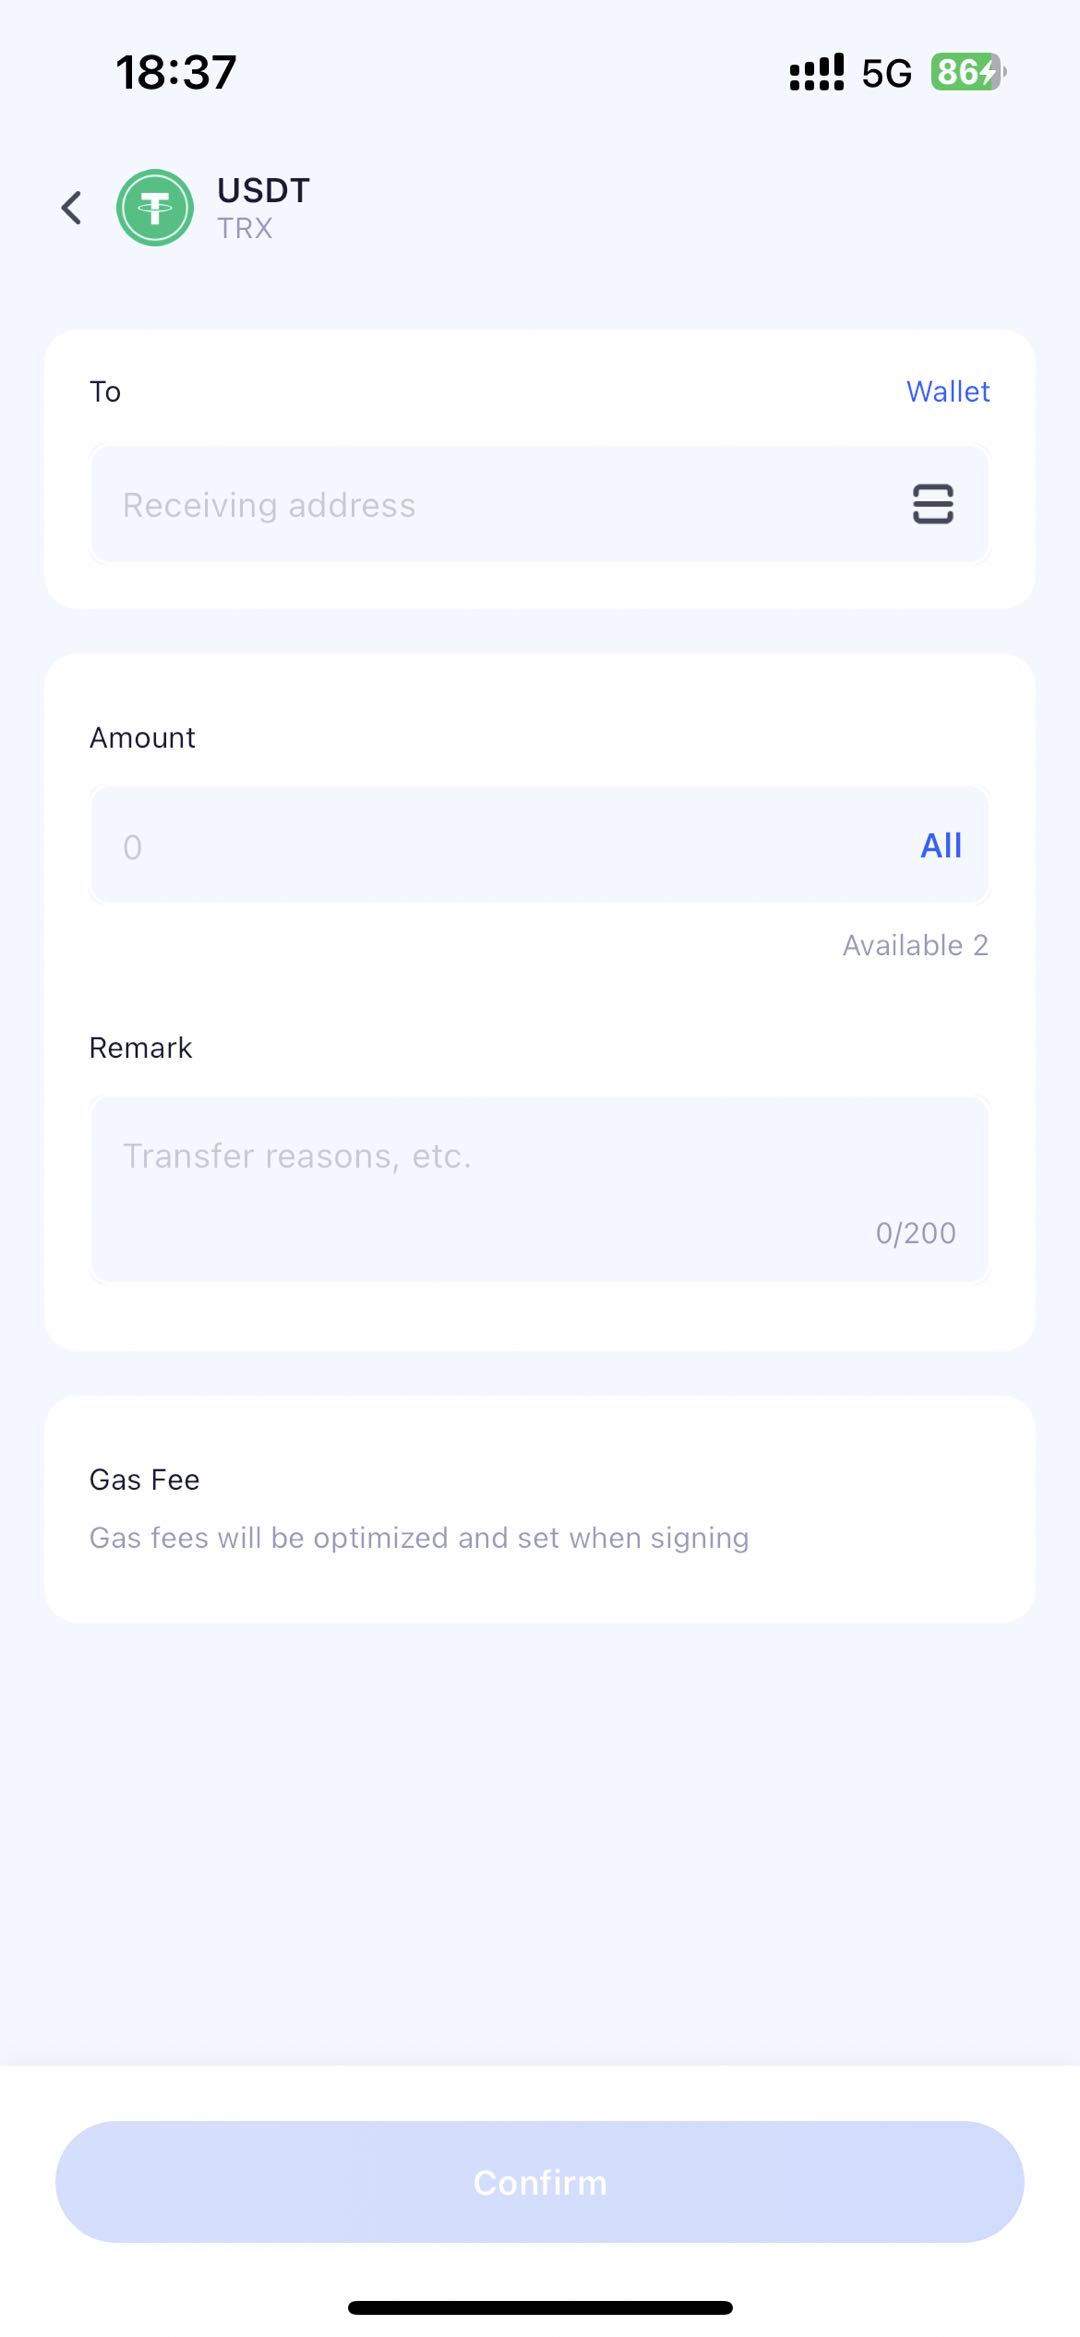 18:37
5G 86
USDT
TRX
To
Wallet
Receiving address
Amount
0
All
Available 2
Remark
Transfer reasons, etc.
0/200
Gas Fee
Gas fees will be optimized and set when signing
Confirm